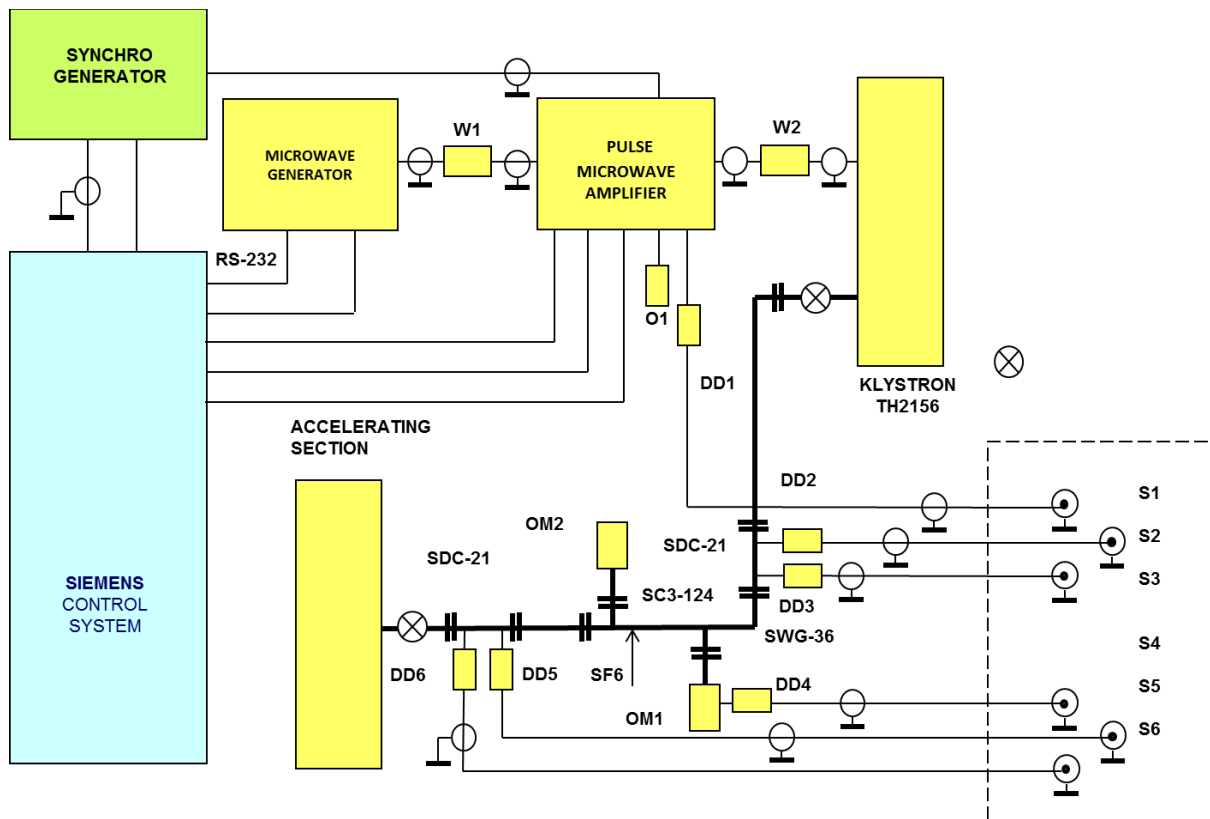 SYNCHRO
GENERATOR
MICROWAVE
GENERATOR
W1
PULSE
MICROWAVE
AMPLIFIER
W2
RS-232
O1
DD1
KLYSTRON
TH2156
ACCELERATING
SECTION
DD2
S1
OM2
SDC-21
S2
SDC-21
S3
SIEMENS
CONTROL
SYSTEM
SC3-124
DD3
SWG-36
S4
DD6
DD5
SF6
DD4
S5
OM1
S6